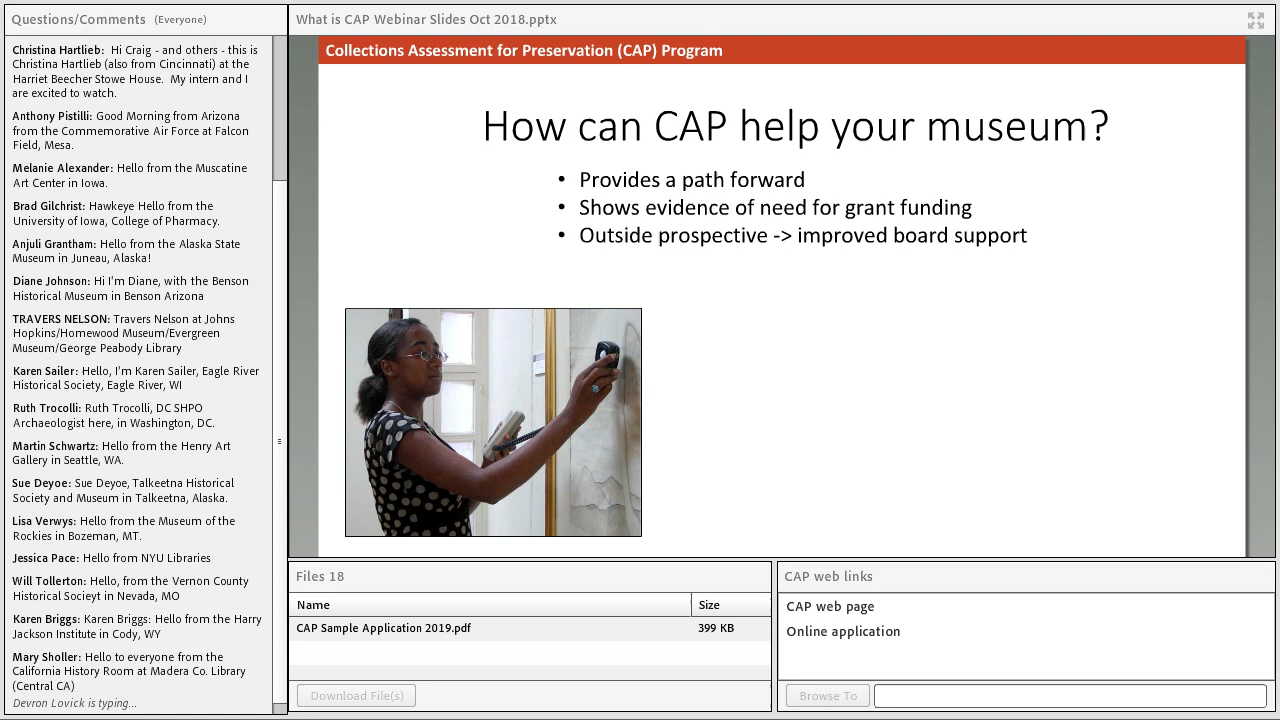 Questions/Comments (Everyone)
Christina Hartlieb: Hi Craig - and others - this is
Christina Hartlieb (also from Cincinnati) at the
Harriet Beecher Stowe House. My intern and I
are excited to watch.
Anthony Pistilli: Good Morning from Arizona
from the Commemorative Air Force at Falcon
Field, Mesa.
Melanie Alexander: Hello from the Muscatine
Art Center in Iowa.
Brad Gilchrist: Hawkeye Hello from the
University of Iowa, College of Pharmacy.
Anjuli Grantham: Hello from the Alaska State
Museum in Juneau, Alaska!
Diane Johnson: Hi I'm Diane, with the Benson
Historical Museum in Benson Arizona
TRAVERS NELSON: Travers Nelson at Johns
Hopkins/Homewood Museum/Evergreen
Museum/George Peabody Library
Karen Sailer: Hello, I'm Karen Sailer, Eagle River
Historical Society, Eagle River, WI
Ruth Trocolli: Ruth Trocolli, DC SHPO
Archaeologist here, in Washington, DC.
Martin Schwartz: Hello from the Henry Art
Gallery in Seattle, WA.
Sue Deyoe: Sue Deyoe, Talkeetna Historical
Society and Museum in Talkeetna, Alaska.
Lisa Verwys: Hello from the Museum of the
Rockies in Bozeman, MT.
Jessica Pace: Hello from NYU Libraries
Will Tollerton: Hello, from the Vernon County
Historical Socieyt in Nevada, MO
Karen Briggs: Karen Briggs: Hello from the Harry
Jackson Institute in Cody, WY
Mary Sholler: Hello to everyone from the
California History Room at Madera Co. Library
(Central CA)
Devron Lovick is typing...
What is CAP Webinar Slides Oct 2018.pptx
Collections Assessment for Preservation (CAP) Program
How can CAP help your museum?
• Provides a path forward
• Shows evidence of need for grant funding
• Outside prospective -> improved board support
Files 18
Name Size
CAP Sample Application 2019.pdf 399 KB
Download File(s)
CAP web links
CAP web page
Online application
Browse To